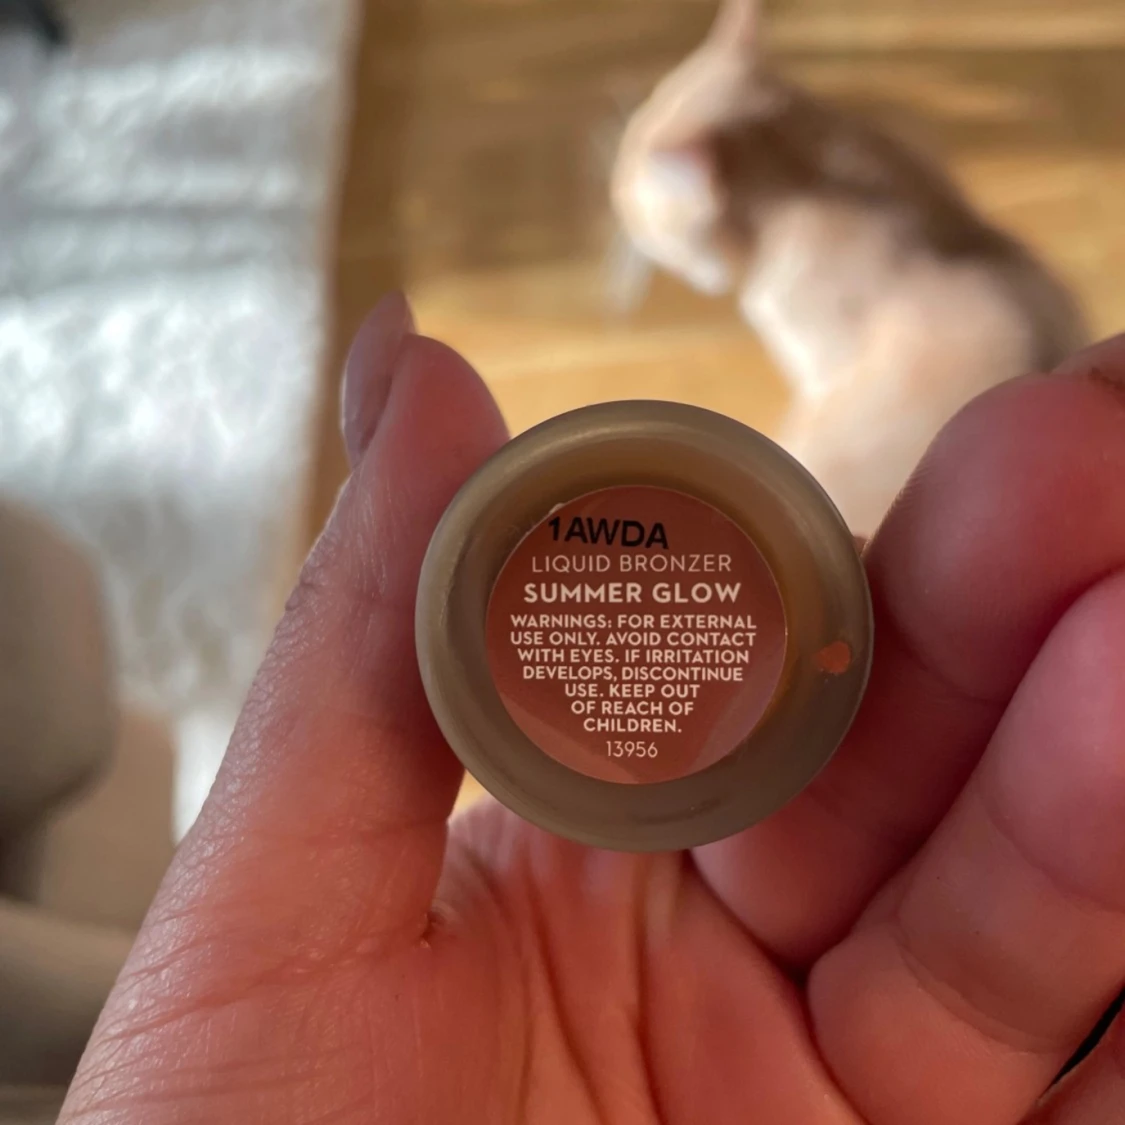 1AWDA
LIQUID BRONZER
SUMMER GLOW
WARNINGS: FOR EXTERNAL
USE ONLY. AVOID CONTACT
WITH EYES. IF IRRITATION
DEVELOPS, DISCONTINUE
USE. KEEP OUT
OF REACH OF
CHILDREN.
13956